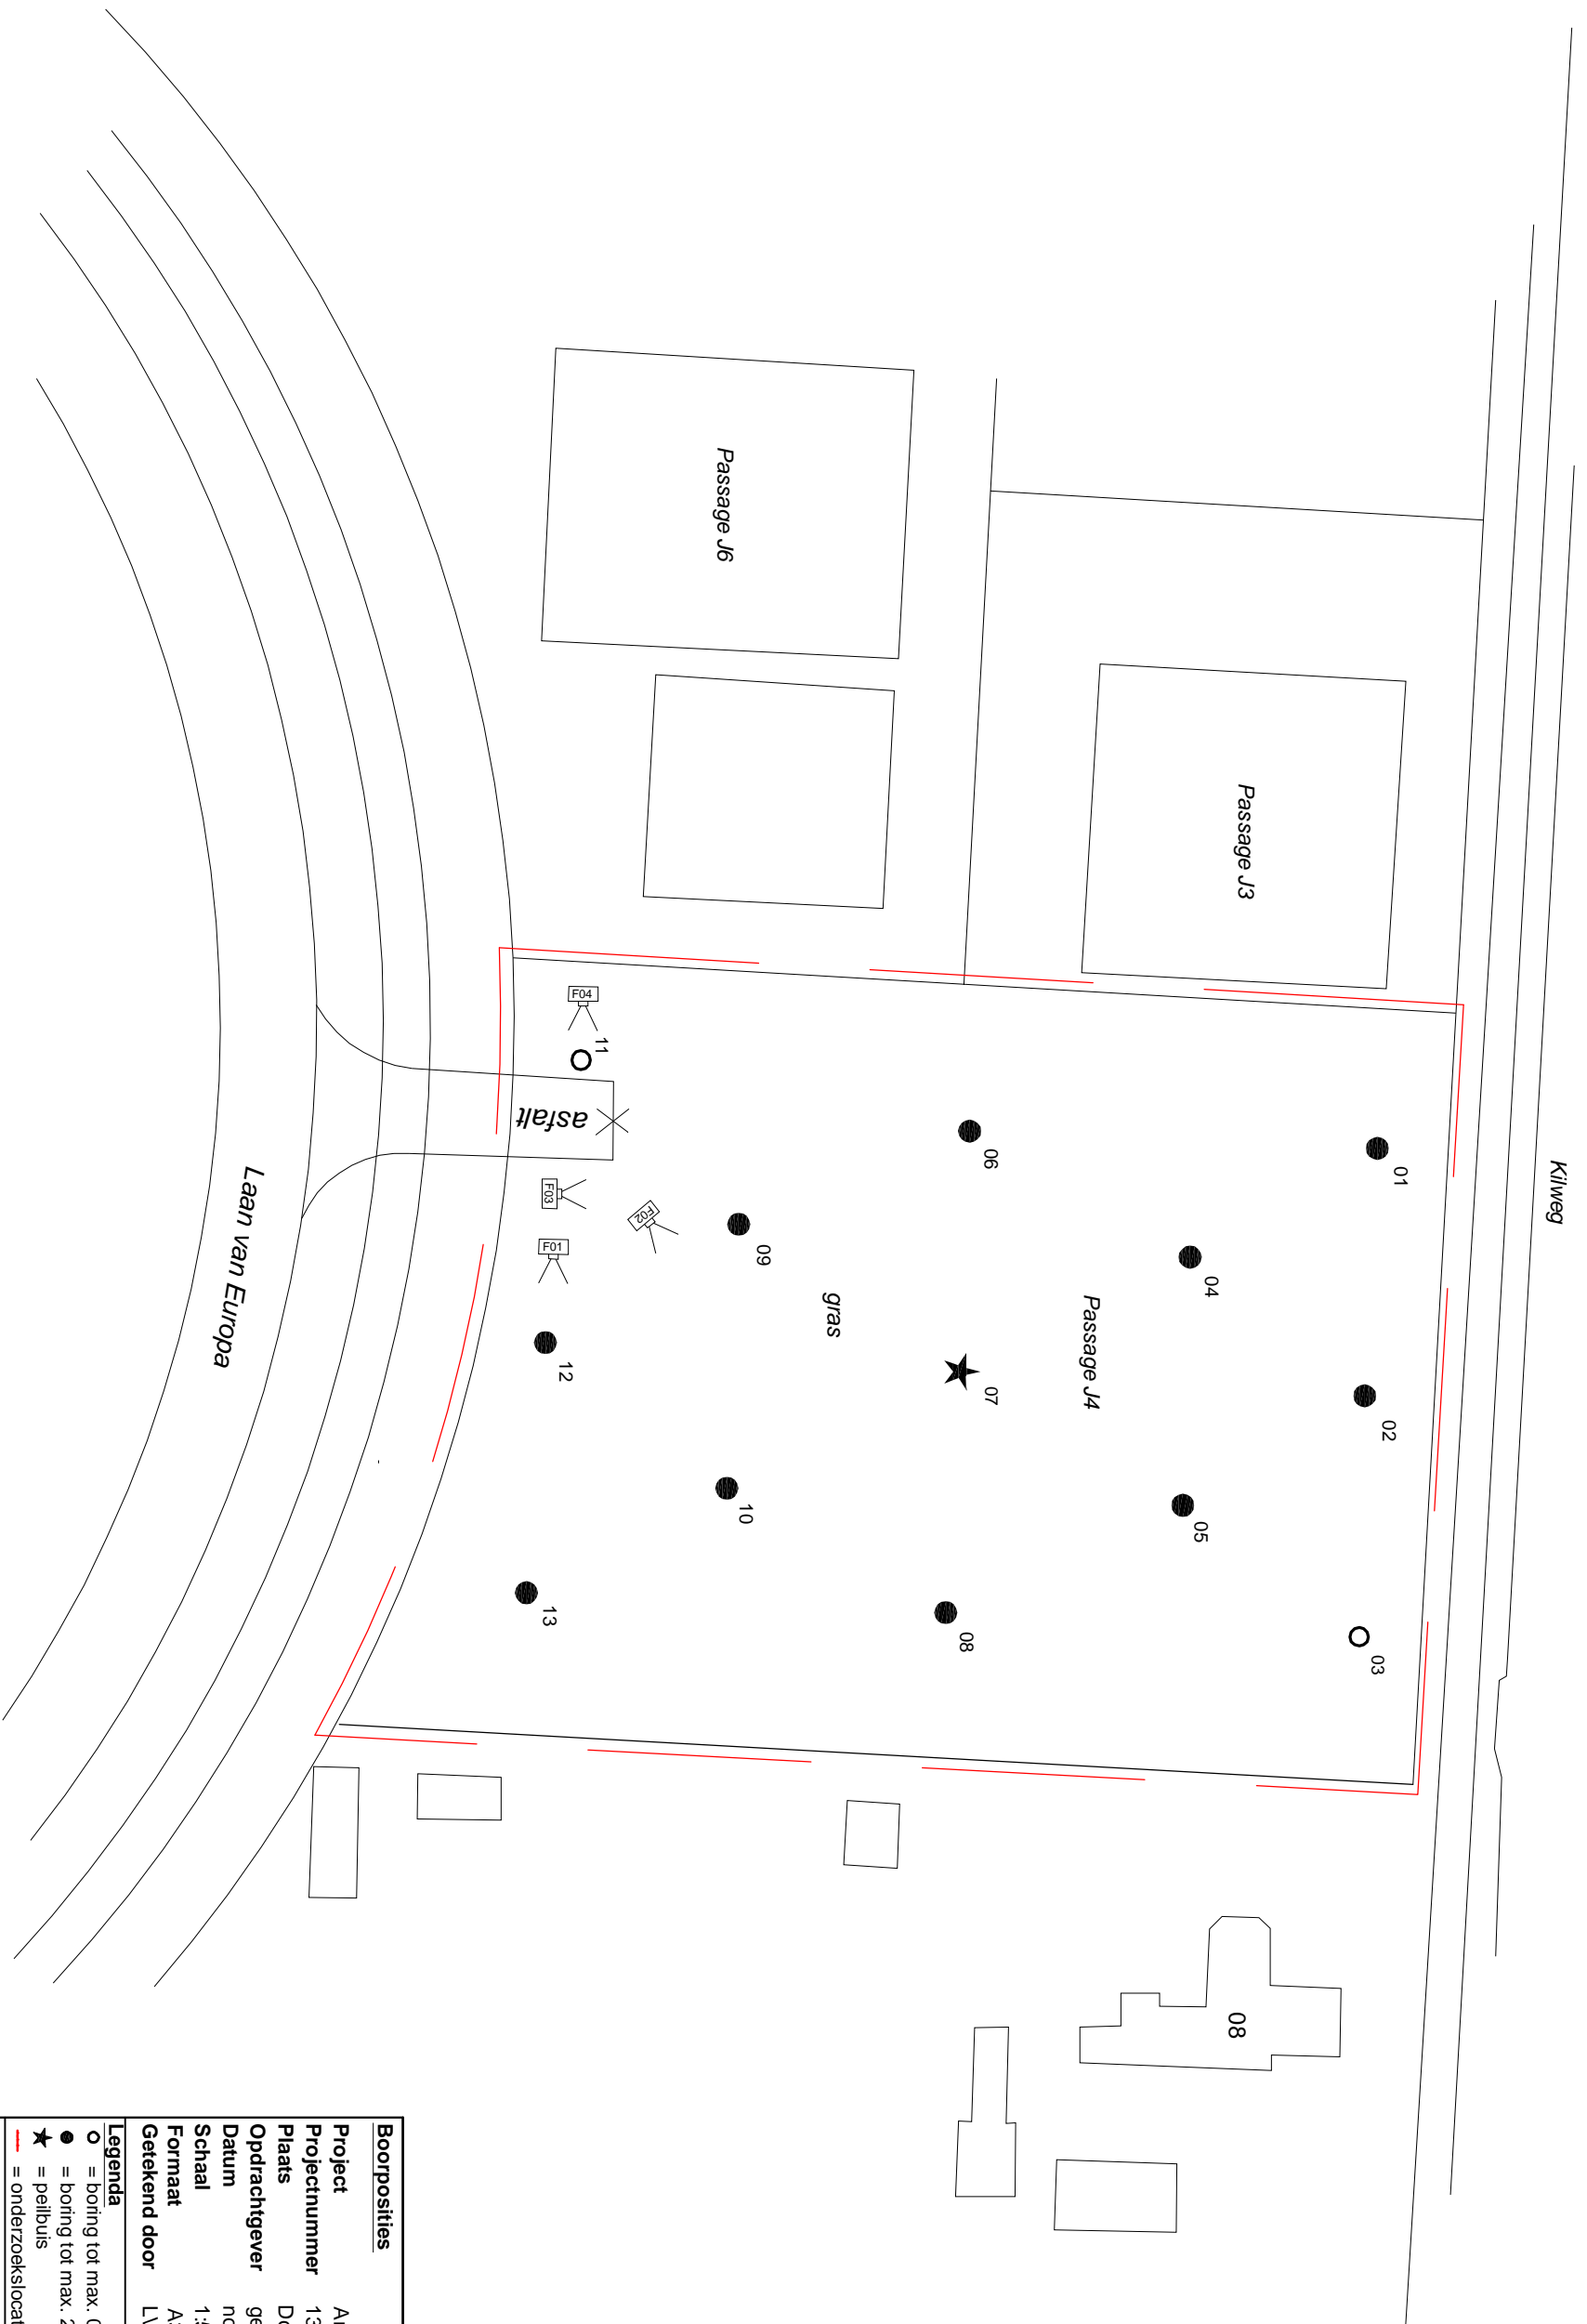 Kilweg
Passage J3
Passage J6
01
02
03
04
05
06
07
08
09
10
11
12
13
Passage J4
gras
asfalt
F04
F03
F02
F01
Laan van Europa
08
Boorposities
Project
Projectnummer 13
Plaats
Opdrachtgever
Datum
Schaal
Formaat
Getekend door
Legenda
= boring tot max.
= boring tot max.
= peilbuis